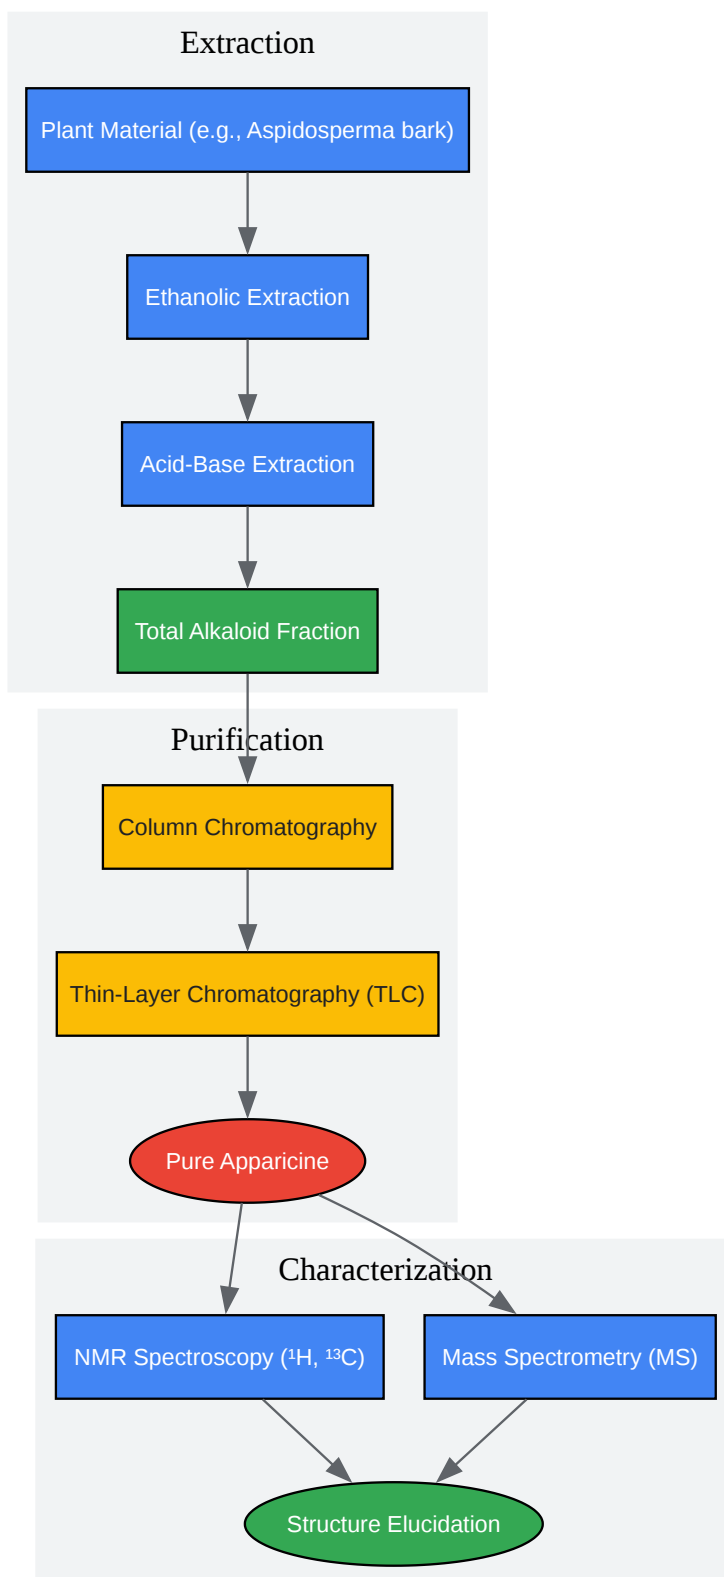 Extraction
Plant Material (e.g., Aspidosperma bark)
Ethanolic Extraction
Acid-Base Extraction
Total Alkaloid Fraction
Purification
Column Chromatography
Thin-Layer Chromatography (TLC)
Pure Apparicine
Characterization
NMR Spectroscopy (¹H, ¹³C)
Mass Spectrometry (MS)
Structure Elucidation